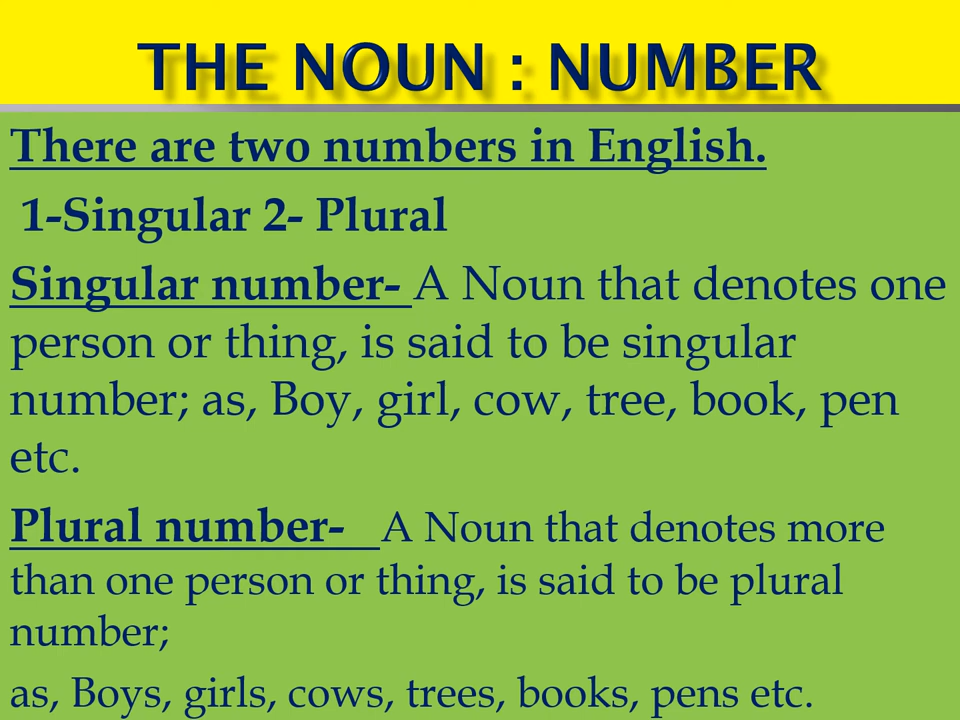 THE NOUN : NUMBER
There are two numbers in English.
1-Singular 2- Plural
Singular number- A Noun that denotes one
person or thing, is said to be singular
number; as, Boy, girl, cow, tree, book, pen
etc.
Plural number- A Noun that denotes more
than one person or thing, is said to be plural
number;
as, Boys, girls, cows, trees, books, pens etc.